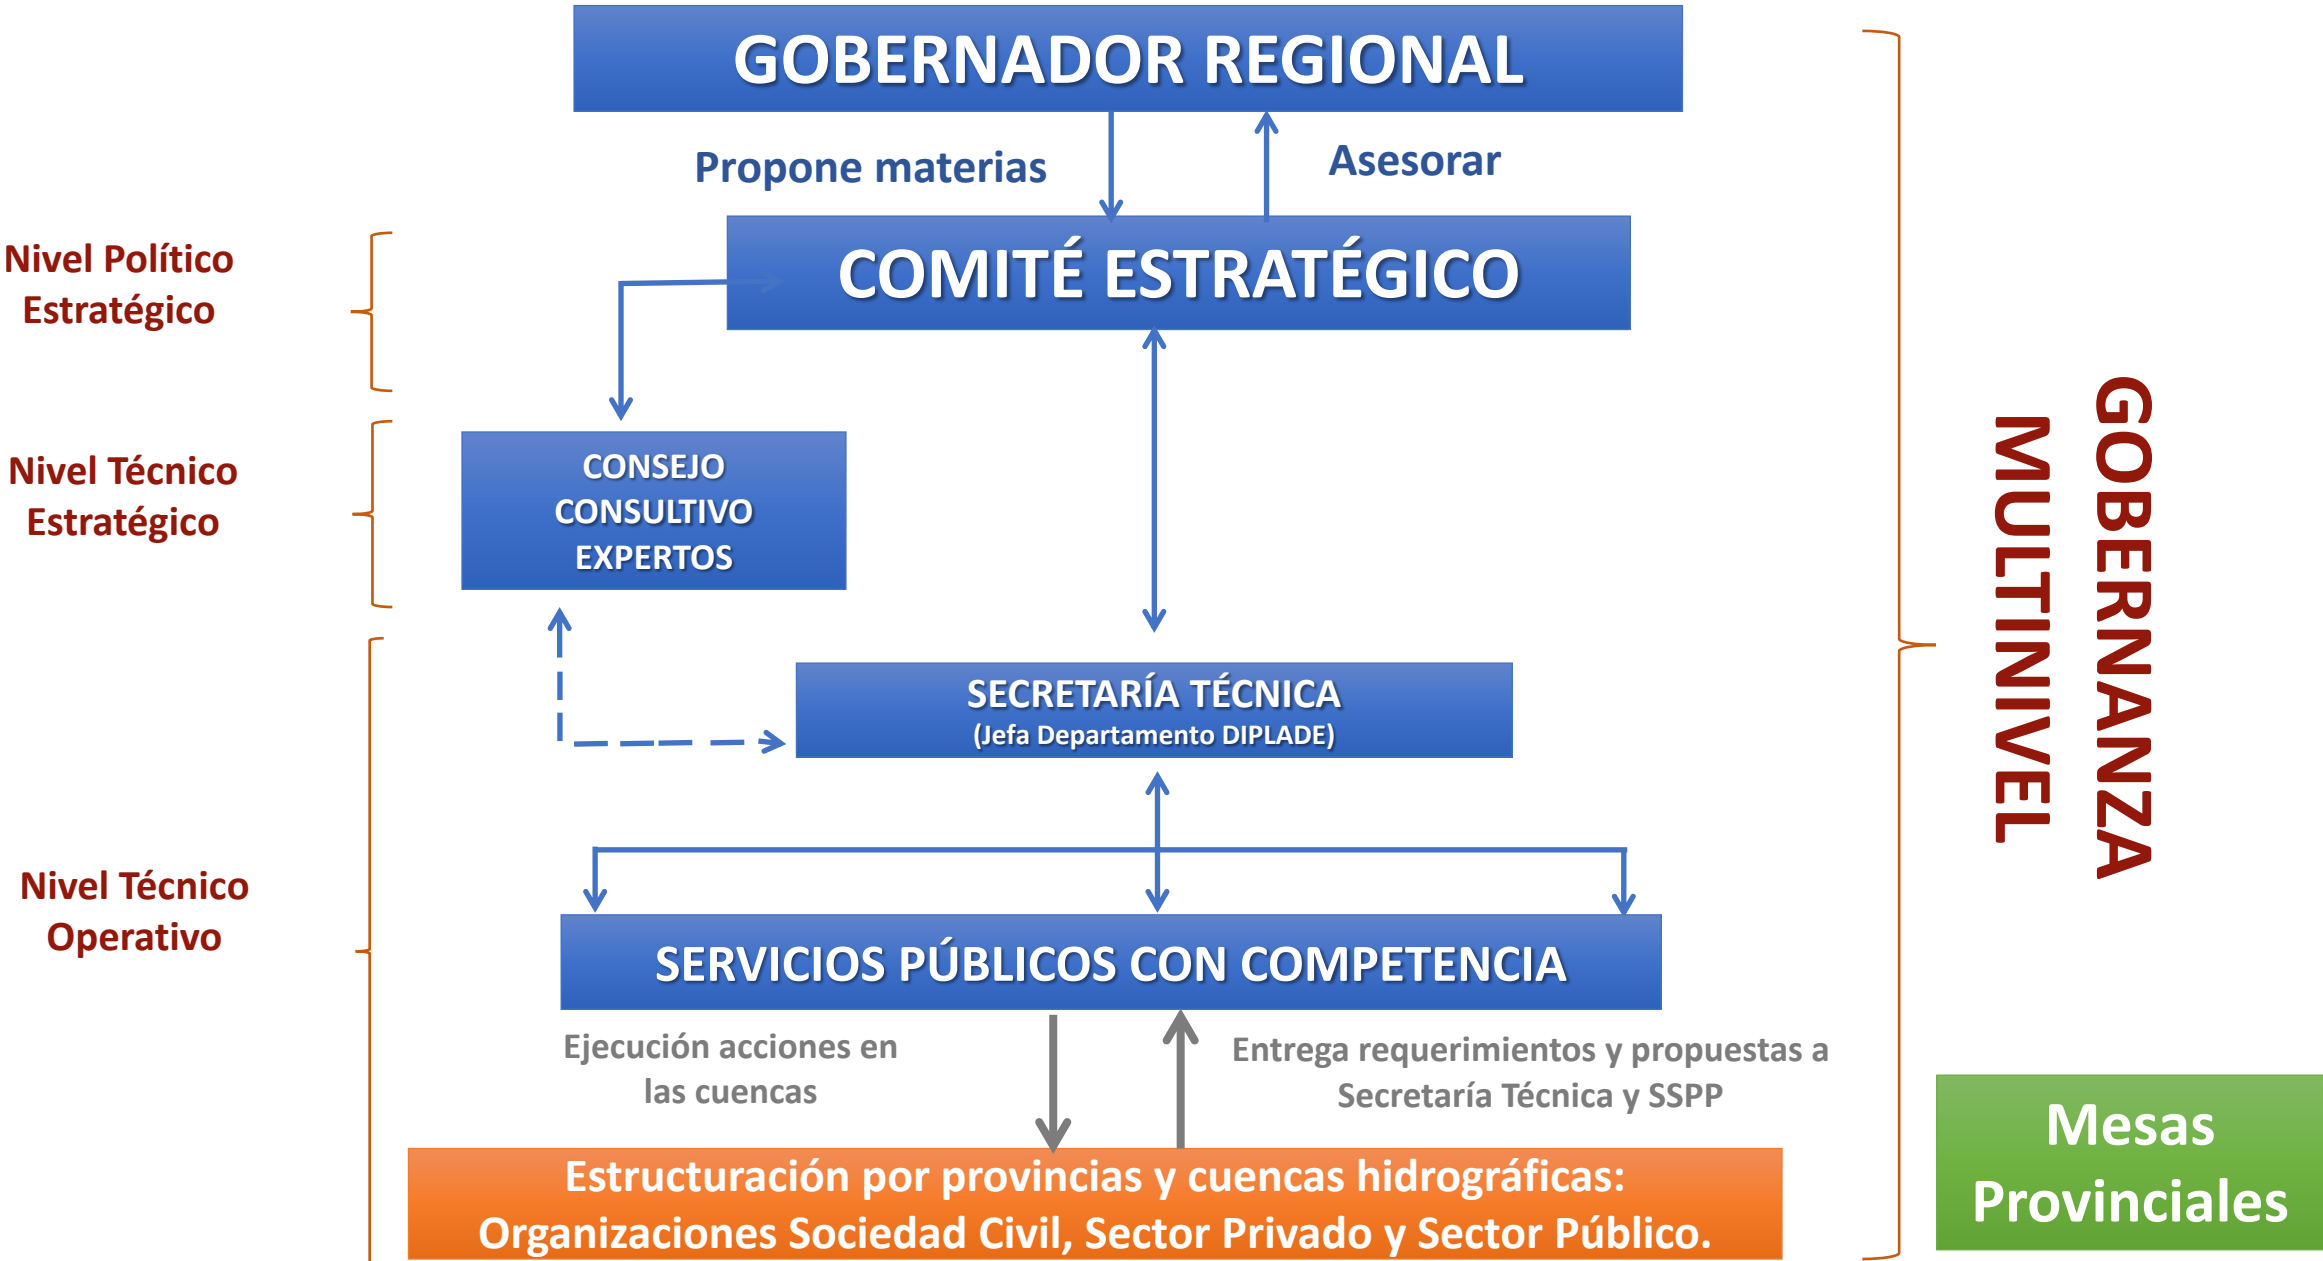 GOBERNADOR REGIONAL
Propone materias
Asesorar
Nivel Político
Estratégico
COMITÉ ESTRATÉGICO
Nivel Técnico
Estratégico
CONSEJO
CONSULTIVO
EXPERTOS
SECRETARÍA TÉCNICA
(Jefa Departamento DIPLADE)
Nivel Técnico
Operativo
SERVICIOS PÚBLICOS CON COMPETENCIA
Ejecución acciones en
las cuencas
Entrega requerimientos y propuestas a
Secretaría Técnica y SSPP
Estructuración por provincias y cuencas hidrográficas:
Organizaciones Sociedad Civil, Sector Privado y Sector Público.
GOBERNANZA
MULTINIVEL
Mesas
Provinciales